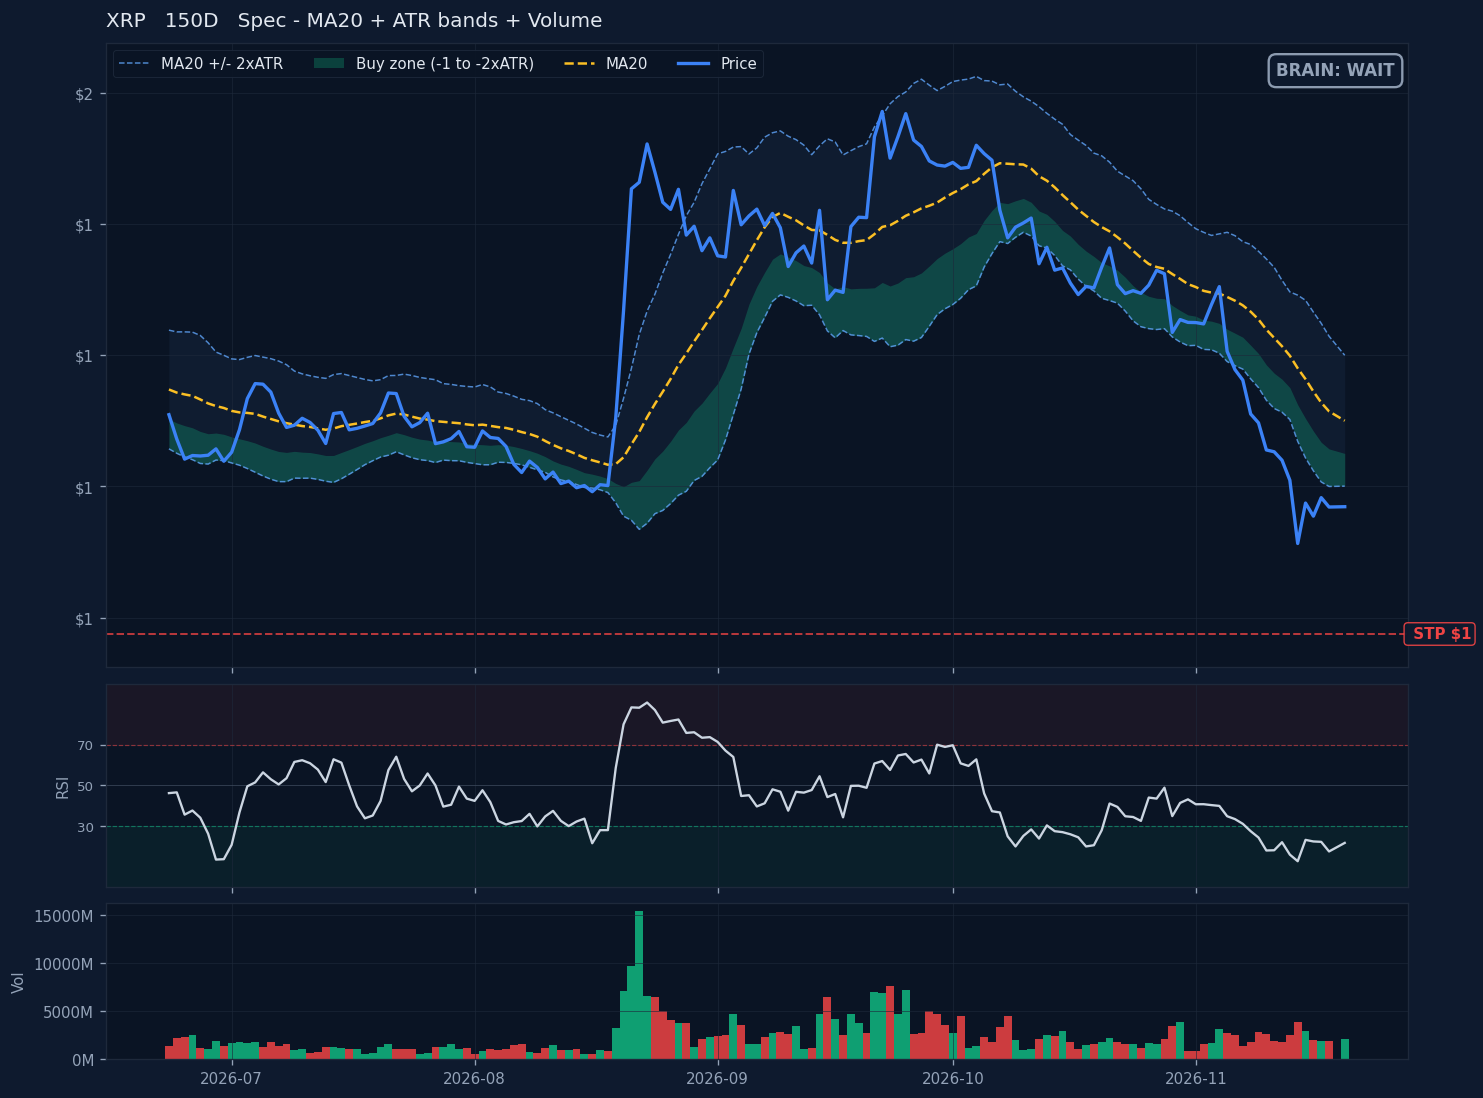 XRP 150D Spec - MA20 + ATR bands + Volume
MA20 +/- 2xATR Buy zone (-1 to -2xATR) MA20 Price
BRAIN: WAIT
$2
$1
$1
$1
$1
STP $1
RSI
70
50
30
Vol
15000M
10000M
5000M
0M
2026-07 2026-08 2026-09 2026-10 2026-11